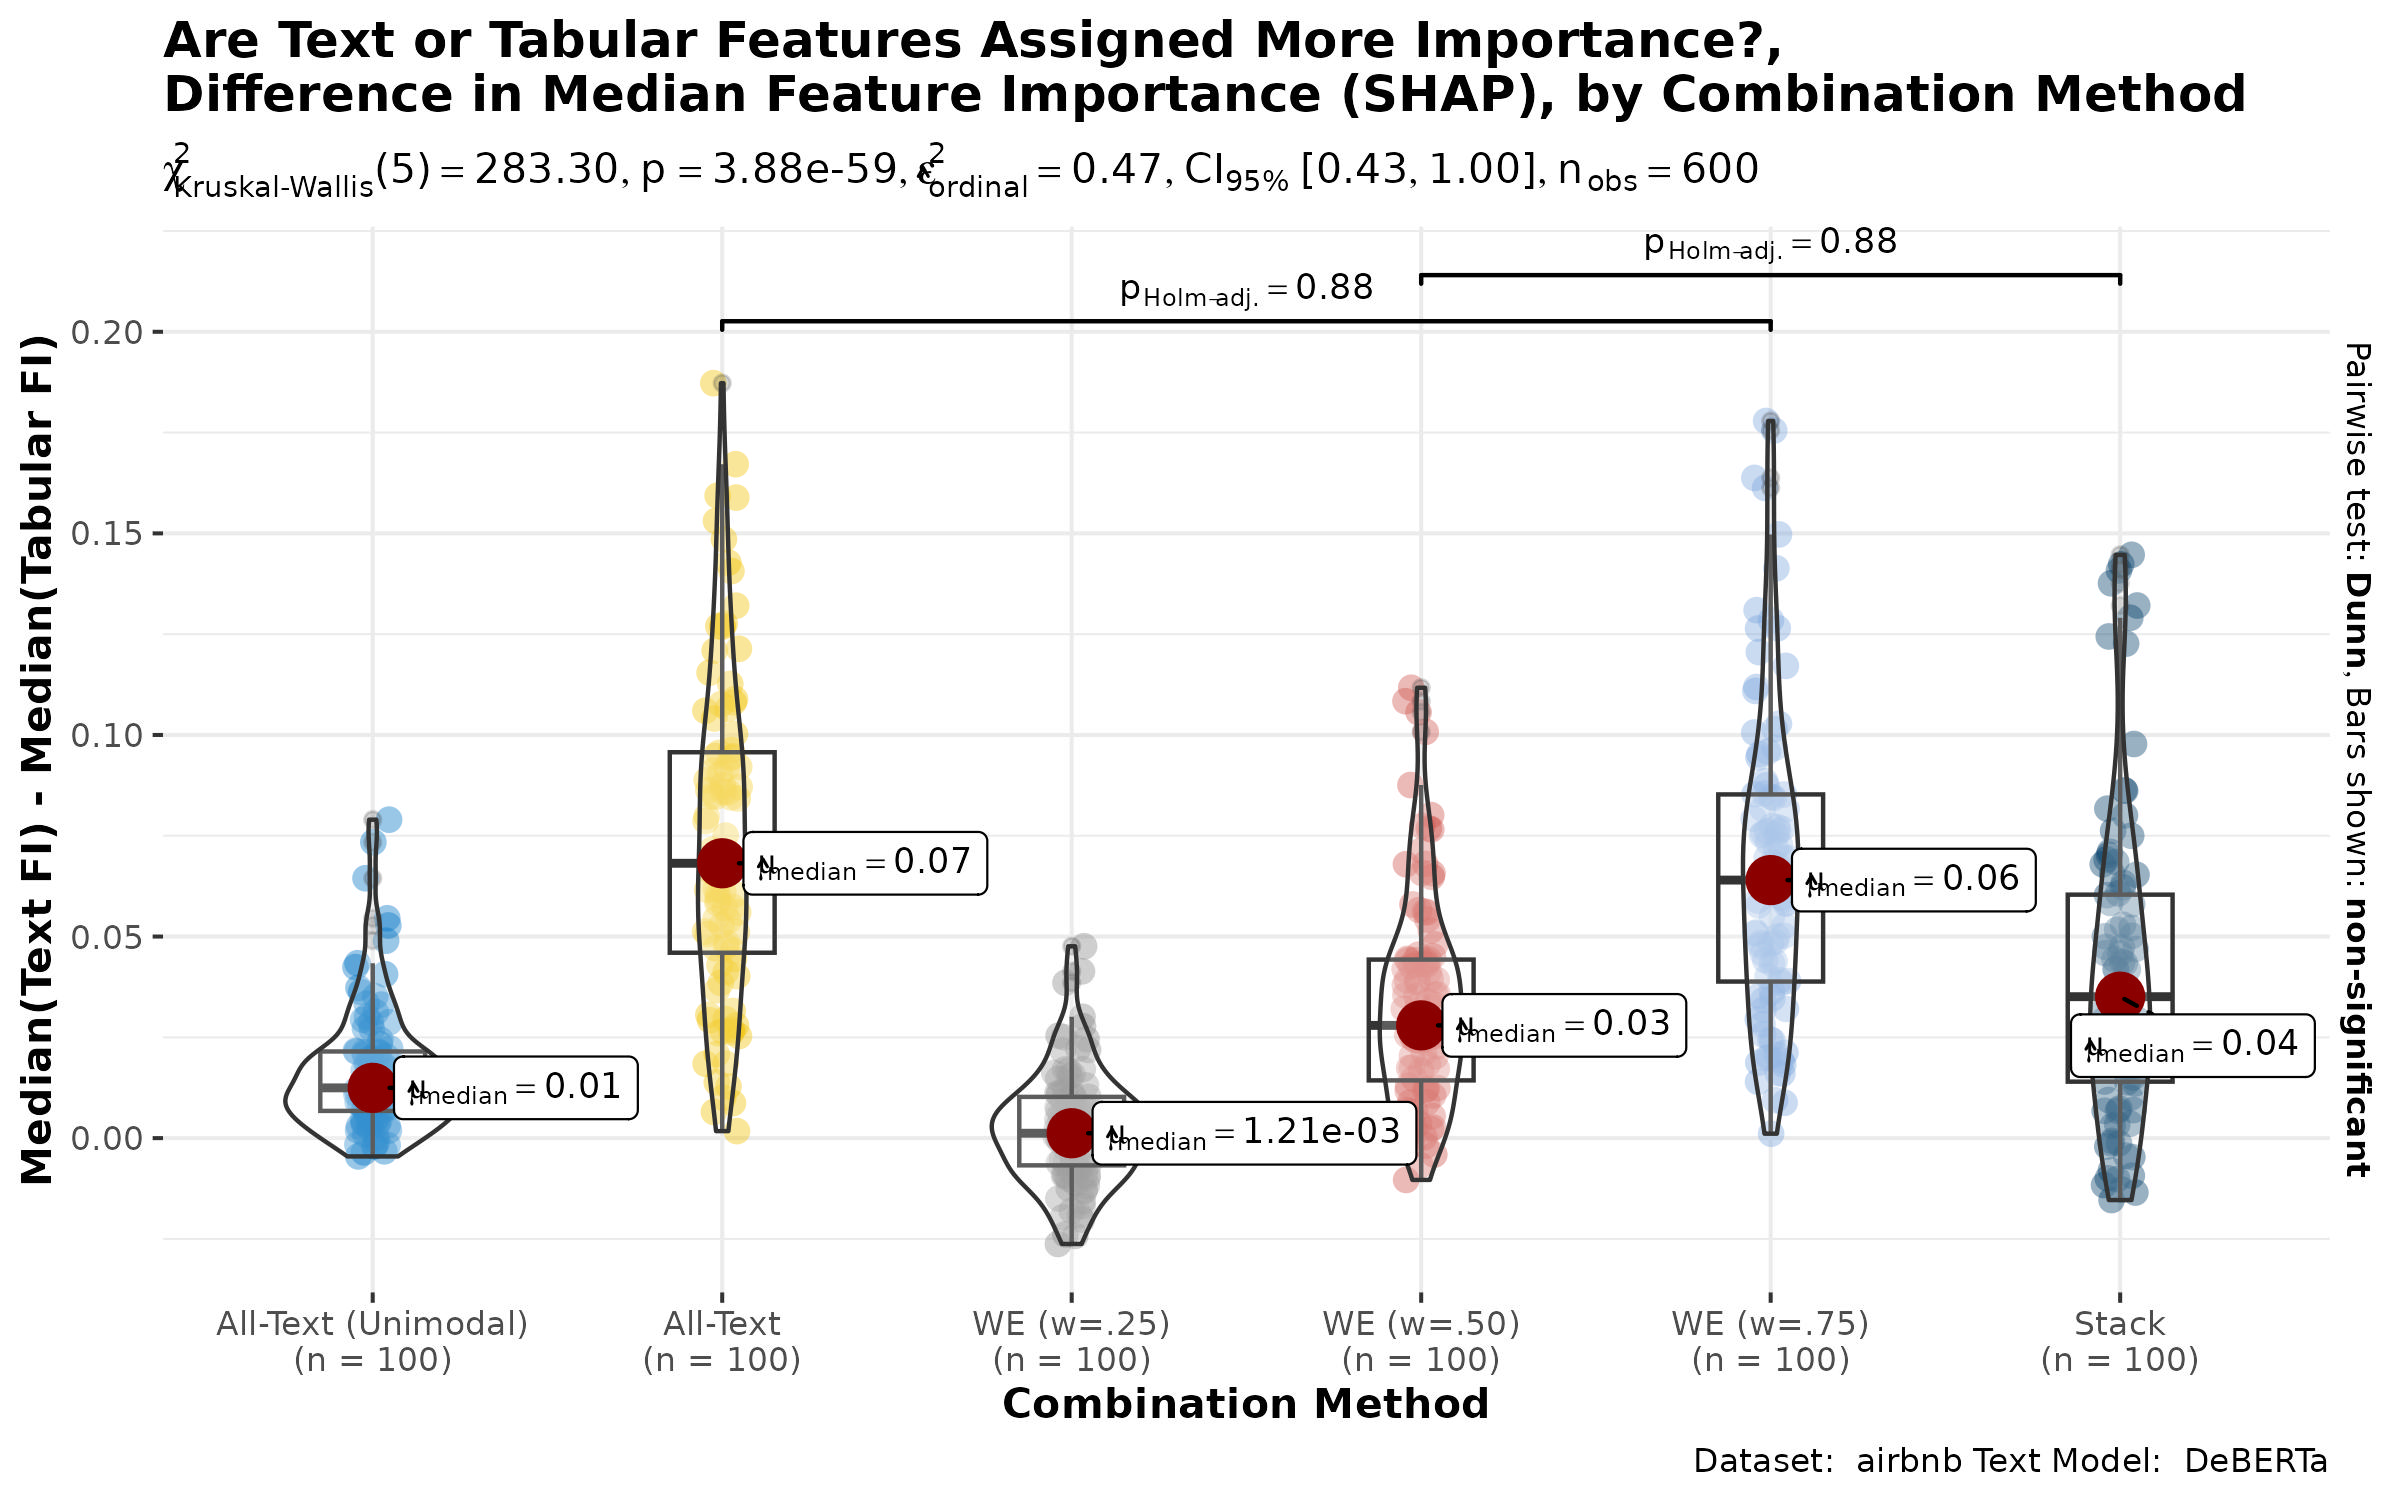 Are Text or Tabular Features Assigned More Importance?,
Difference in Median Feature Importance (SHAP), by Combination Method
χ²Kruskal-Wallis(5) = 283.30, p = 3.88e-59, ε̂²ordinal = 0.47, CI95% [0.43, 1.00], nobs = 600
pHolm-adj. = 0.88
pHolm-adj. = 0.88
Median(Text FI) - Median(Tabular FI)
0.20
0.15
0.10
0.05
0.00
μ̂median = 0.01
μ̂median = 0.07
μ̂median = 1.21e-03
μ̂median = 0.03
μ̂median = 0.06
μ̂median = 0.04
Pairwise test: Dunn, Bars shown: non-significant
All-Text (Unimodal)
(n = 100)
All-Text
(n = 100)
WE (w=.25)
(n = 100)
WE (w=.50)
(n = 100)
WE (w=.75)
(n = 100)
Stack
(n = 100)
Combination Method
Dataset:  airbnb Text Model:  DeBERTa